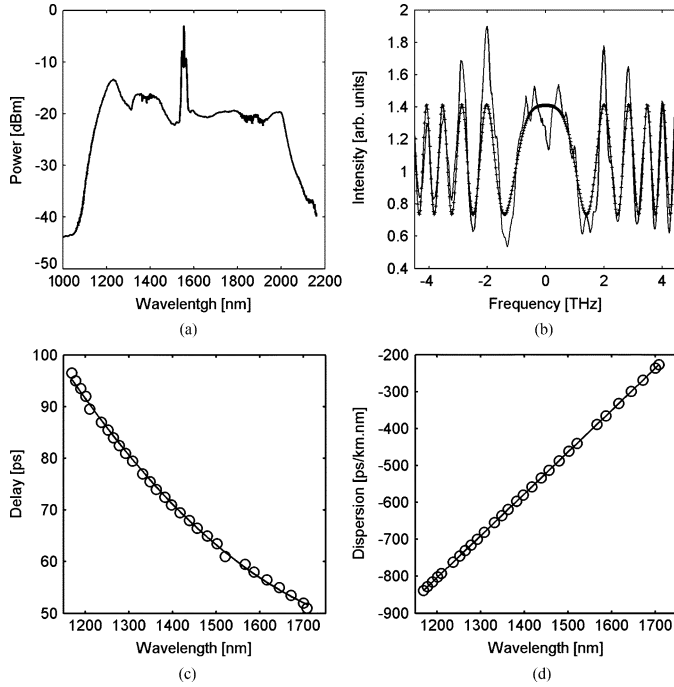 0
-10
-20
-30
-40
-50
Power [dBm]
1000 1200 1400 1600 1800 2000 2200
Wavelentgh [nm]
(a)
2
1.8
1.6
1.4
1.2
1
0.8
0.6
0.4
Intensity [arb. units]
-4 -2 0 2 4
Frequency [THz]
(b)
100
90
80
70
60
50
Delay [ps]
1200 1300 1400 1500 1600 1700
Wavelength [nm]
(c)
-200
-300
-400
-500
-600
-700
-800
-900
Dispersion [ps/km.nm]
1200 1300 1400 1500 1600 1700
Wavelength [nm]
(d)